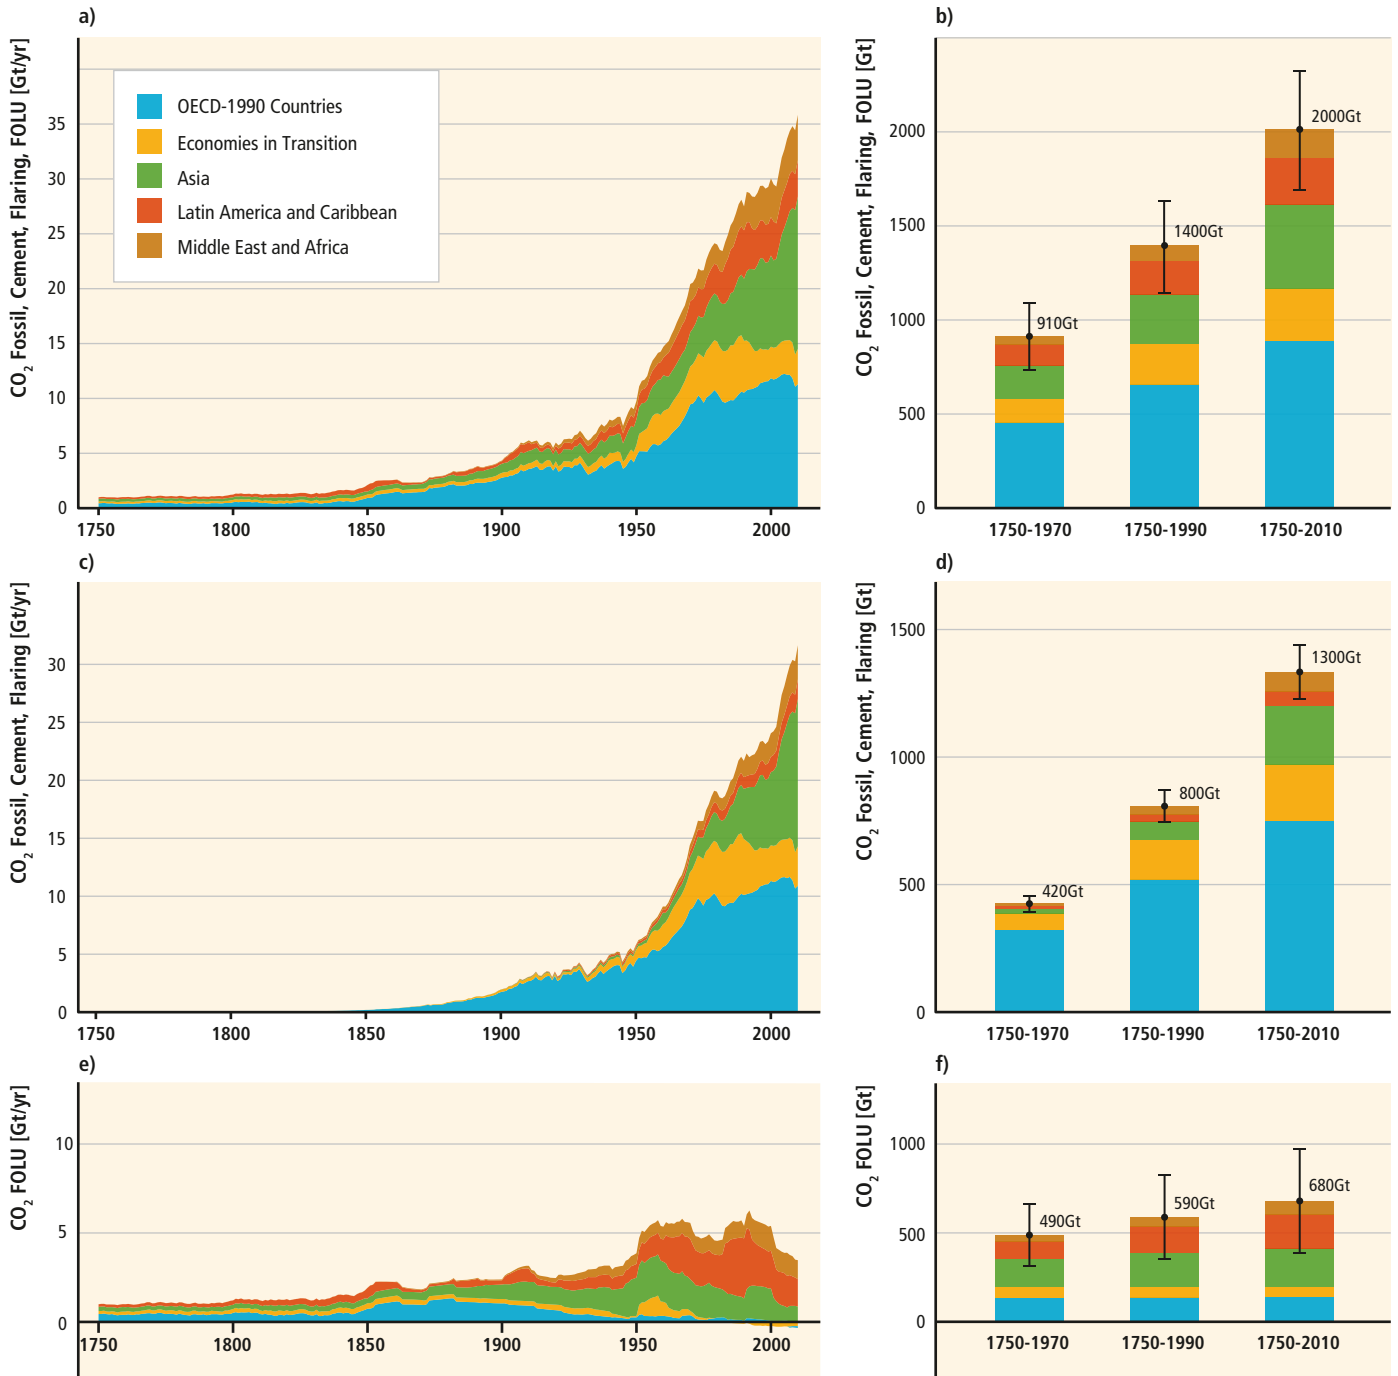 a)
CO2 Fossil, Cement, Flaring, FOLU [Gt/yr]
35
30
25
20
15
10
5
0
OECD-1990 Countries
Economies in Transition
Asia
Latin America and Caribbean
Middle East and Africa
1750 1800 1850 1900 1950 2000
b)
CO2 Fossil, Cement, Flaring, FOLU [Gt]
2000
1500
1000
500
0
910Gt
1400Gt
2000Gt
1750-1970 1750-1990 1750-2010
c)
CO2 Fossil, Cement, Flaring [Gt/yr]
30
25
20
15
10
5
0
1750 1800 1850 1900 1950 2000
d)
CO2 Fossil, Cement, Flaring [Gt]
1500
1000
500
0
420Gt
800Gt
1300Gt
1750-1970 1750-1990 1750-2010
e)
CO2 FOLU [Gt/yr]
10
5
0
1750 1800 1850 1900 1950 2000
f)
CO2 FOLU [Gt]
1000
500
0
490Gt
590Gt
680Gt
1750-1970 1750-1990 1750-2010